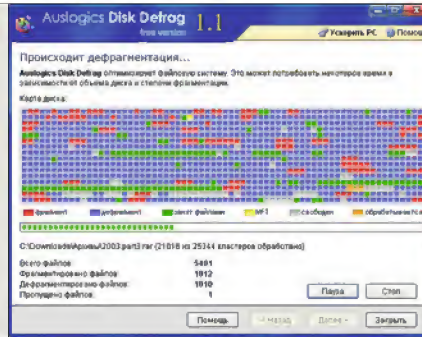 Auslogics Disk Defrag 1.1
free version
Ускорить PC Помощь
Происходит дефрагментация...
Auslogics Disk Defrag оптимизирует файловую систему. Это может потребовать некоторое время в
зависимости от объема диска и степени фрагментации.
Карта диска:
фрагмент дефрагмент занят файлами MFT свободен обрабатывается
C:\Downloads\Архивы\2003.part3.rar (21018 из 25344 кластеров обработано)
Всего файлов: 5401
Фрагментировано файлов: 1012
Дефрагментировано файлов: 1010
Пропущено файлов: 1
Пауза Стоп
Помощь < Назад Далее > Закрыть